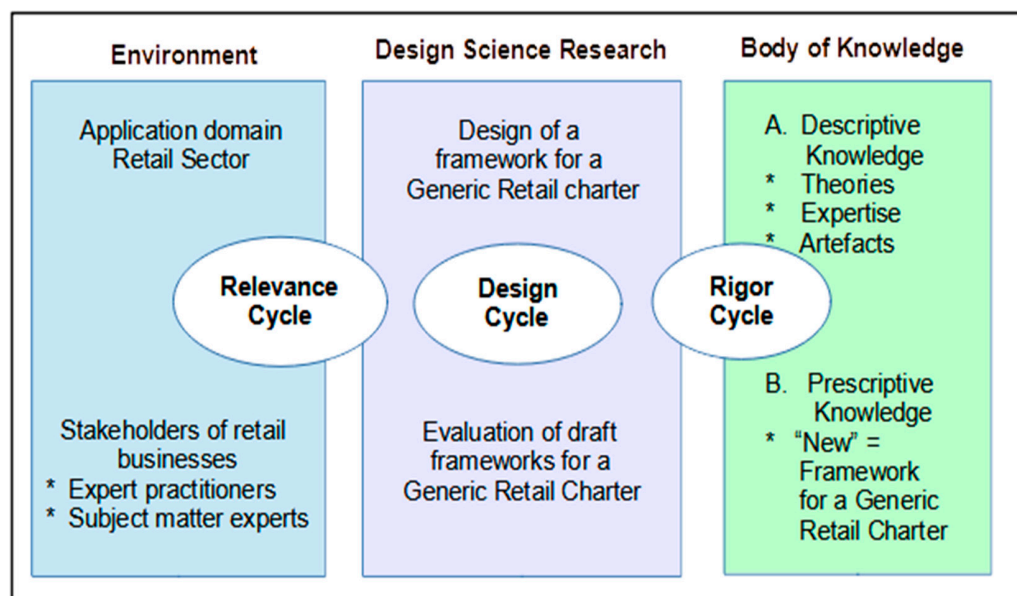 Environment
Application domain
Retail Sector
Relevance
Cycle
Stakeholders of retail
businesses
* Expert practitioners
* Subject matter experts
Design Science Research
Design of a
framework for a
Generic Retail charter
Design
Cycle
Evaluation of draft
frameworks for a
Generic Retail Charter
Body of Knowledge
A. Descriptive
Knowledge
* Theories
* Expertise
* Artefacts
Rigor
Cycle
B. Prescriptive
Knowledge
* “New” =
Framework
for a Generic
Retail Charter